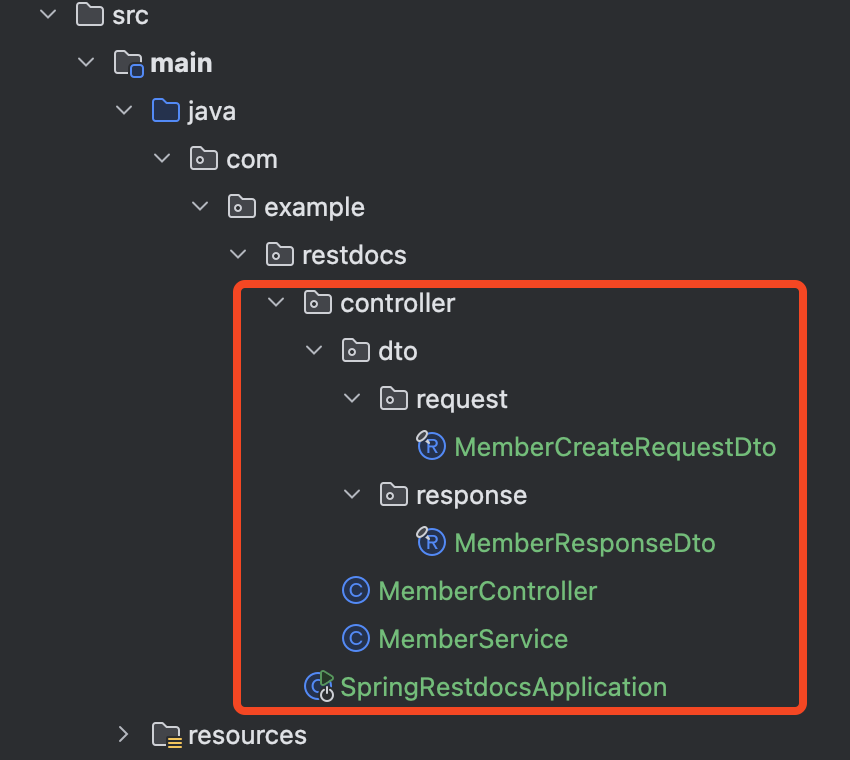 src
main
java
com
example
restdocs
controller
dto
request
R MemberCreateRequestDto
response
R MemberResponseDto
C MemberController
C MemberService
C SpringRestdocsApplication
resources